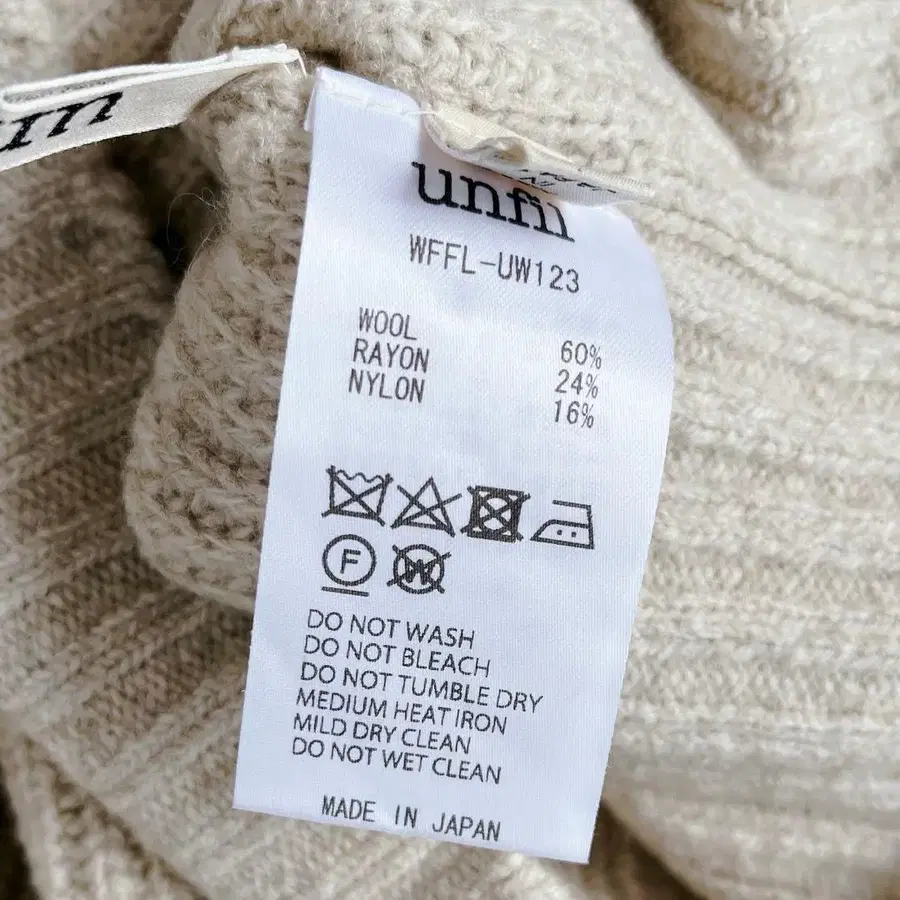 unfil
WFFL-UW123
WOOL 60%
RAYON 24%
NYLON 16%
F
W
DO NOT WASH
DO NOT BLEACH
DO NOT TUMBLE DRY
MEDIUM HEAT IRON
MILD DRY CLEAN
DO NOT WET CLEAN
MADE IN JAPAN